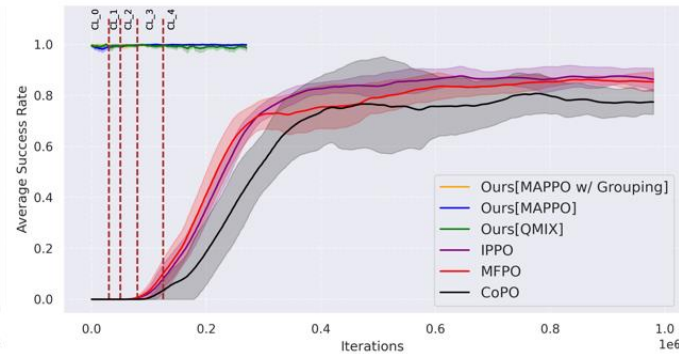 CL_0
CL_1
CL_2
CL_3
CL_4
Average Success Rate
1.0
0.8
0.6
0.4
0.2
0.0
Ours[MAPPO w/ Grouping]
Ours[MAPPO]
Ours[QMIX]
IPPO
MFPO
CoPO
0.0 0.2 0.4 0.6 0.8 1.0
Iterations
1e6